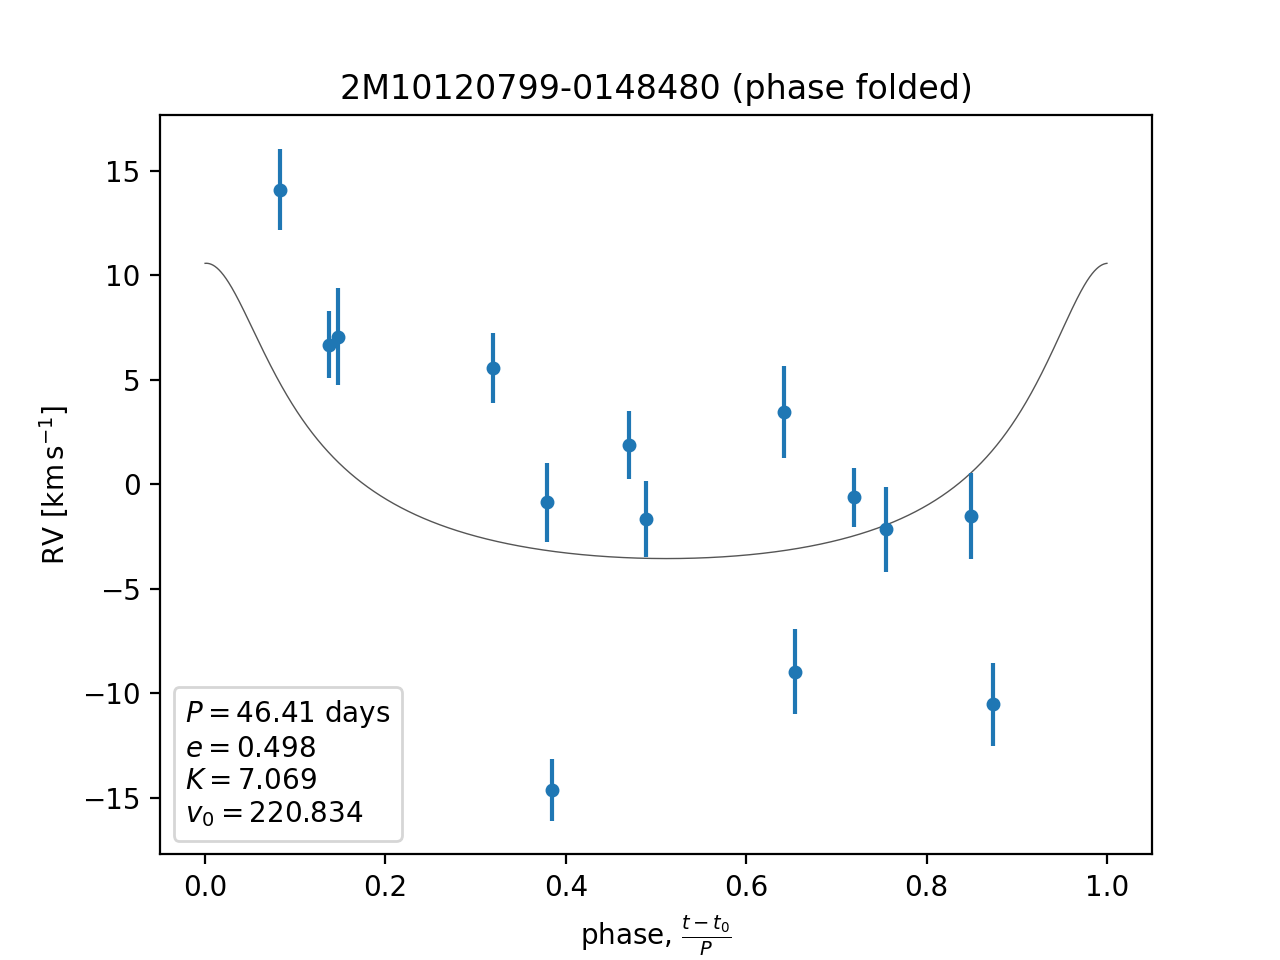 2M10120799-0148480 (phase folded)
RV [km s⁻¹]
15
10
5
0
−5
−10
−15
P = 46.41 days
e = 0.498
K = 7.069
v₀ = 220.834
0.0 0.2 0.4 0.6 0.8 1.0
phase, (t − t₀)/P